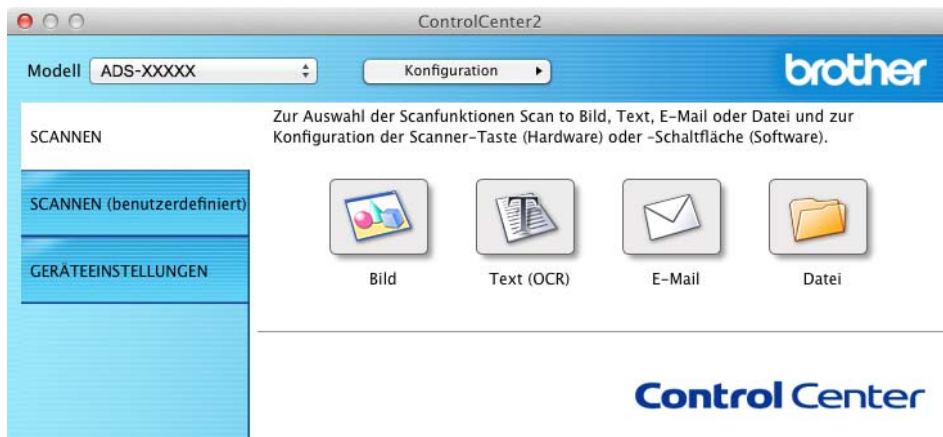 ControlCenter2
Modell ADS-XXXXX Konfiguration brother
SCANNEN
SCANNEN (benutzerdefiniert)
GERÄTEEINSTELLUNGEN
Zur Auswahl der Scanfunktionen Scan to Bild, Text, E-Mail oder Datei und zur
Konfiguration der Scanner-Taste (Hardware) oder -Schaltfläche (Software).
Bild Text (OCR) E-Mail Datei
Control Center